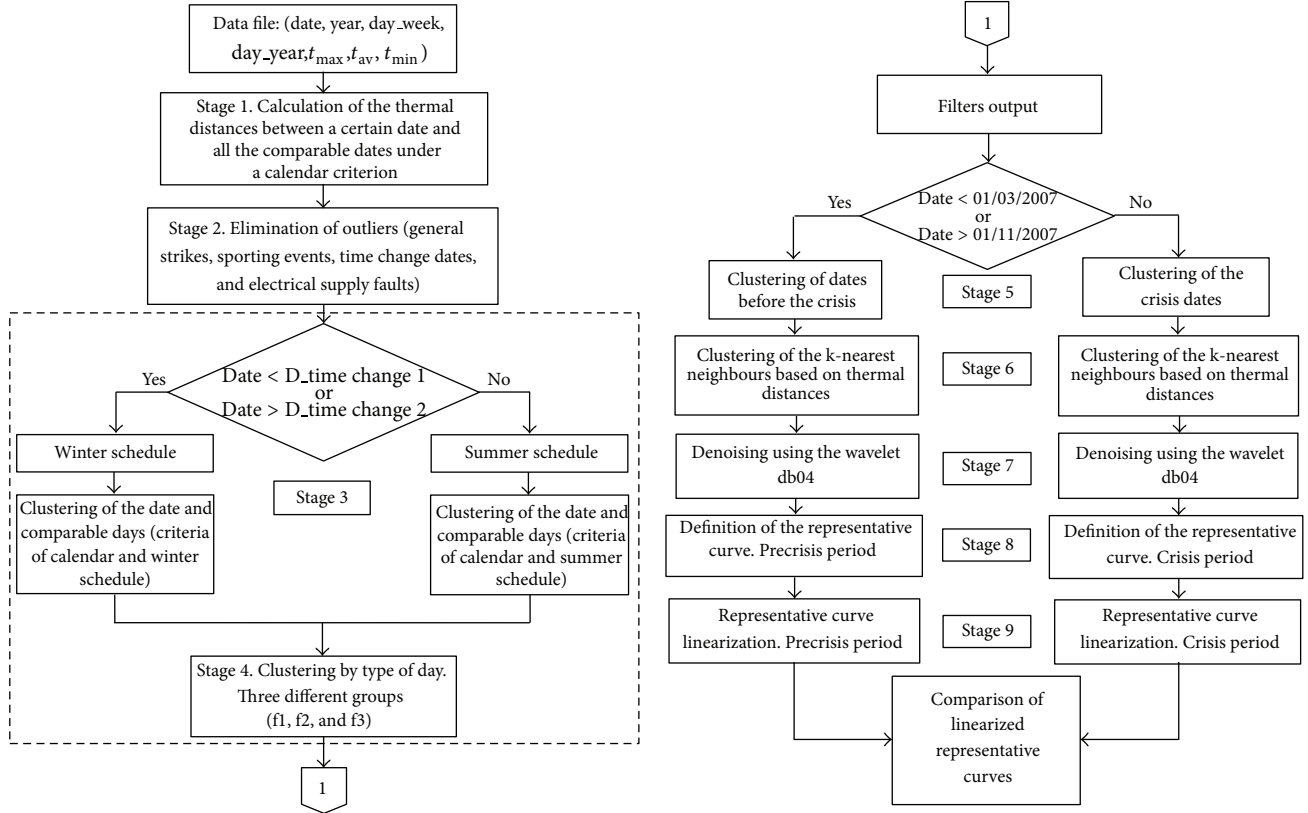 Data file: (date, year, day_week,
day_year,tmax,tav, tmin )
Stage 1. Calculation of the thermal
distances between a certain date and
all the comparable dates under
a calendar criterion
Stage 2. Elimination of outliers (general
strikes, sporting events, time change dates,
and electrical supply faults)
Date < D_time change 1
or
Date > D_time change 2
Yes
No
Winter schedule
Summer schedule
Stage 3
Clustering of the date and
comparable days (criteria
of calendar and winter
schedule)
Clustering of the date and
comparable days (criteria
of calendar and summer
schedule)
Stage 4. Clustering by type of day.
Three different groups
(f1, f2, and f3)
1
1
Filters output
Date < 01/03/2007
or
Date > 01/11/2007
Yes
No
Clustering of dates
before the crisis
Stage 5
Clustering of the
crisis dates
Clustering of the k-nearest
neighbours based on thermal
distances
Stage 6
Clustering of the k-nearest
neighbours based on thermal
distances
Denoising using the wavelet
db04
Stage 7
Denoising using the wavelet
db04
Definition of the representative
curve. Precrisis period
Stage 8
Definition of the representative
curve. Crisis period
Representative curve
linearization. Precrisis period
Stage 9
Representative curve
linearization. Crisis period
Comparison of
linearized
representative
curves